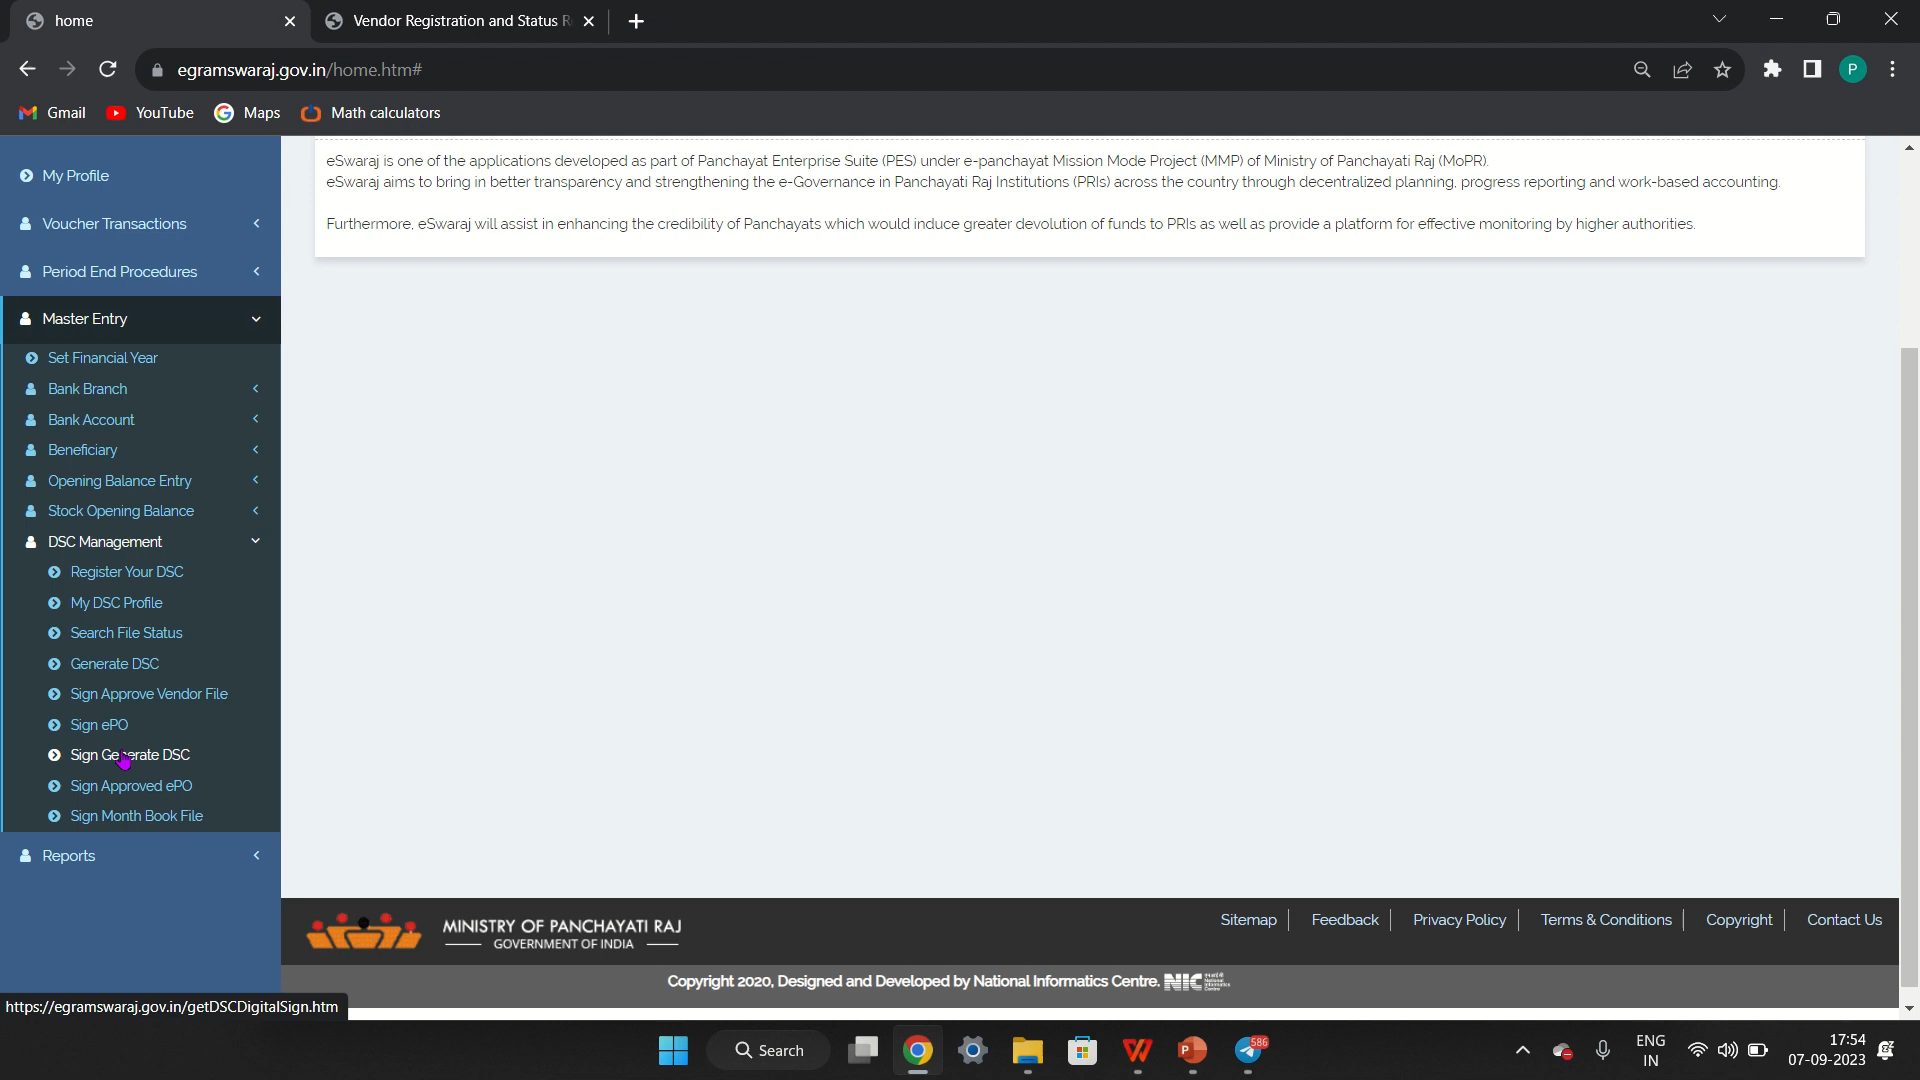 home
Vendor Registration and Status R
egramswaraj.gov.in/home.htm#
P
Gmail
YouTube
Maps
Math calculators
My Profile
Voucher Transactions
Period End Procedures
Master Entry
Set Financial Year
Bank Branch
Bank Account
Beneficiary
Opening Balance Entry
Stock Opening Balance
DSC Management
Register Your DSC
My DSC Profile
Search File Status
Generate DSC
Sign Approve Vendor File
Sign ePO
Sign Generate DSC
Sign Approved ePO
Sign Month Book File
Reports
eSwaraj is one of the applications developed as part of Panchayat Enterprise Suite (PES) under e-panchayat Mission Mode Project (MMP) of Ministry of Panchayati Raj (MoPR).
eSwaraj aims to bring in better transparency and strengthening the e-Governance in Panchayati Raj Institutions (PRIs) across the country through decentralized planning, progress reporting and work-based accounting.
Furthermore, eSwaraj will assist in enhancing the credibility of Panchayats which would induce greater devolution of funds to PRIs as well as provide a platform for effective monitoring by higher authorities.
MINISTRY OF PANCHAYATI RAJ
GOVERNMENT OF INDIA
Sitemap
Feedback
Privacy Policy
Terms & Conditions
Copyright
Contact Us
Copyright 2020, Designed and Developed by National Informatics Centre.
NIC
National
Informatics
Centre
https://egramswaraj.gov.in/getDSCDigitalSign.htm
Search
586
ENG
IN
17:54
07-09-2023